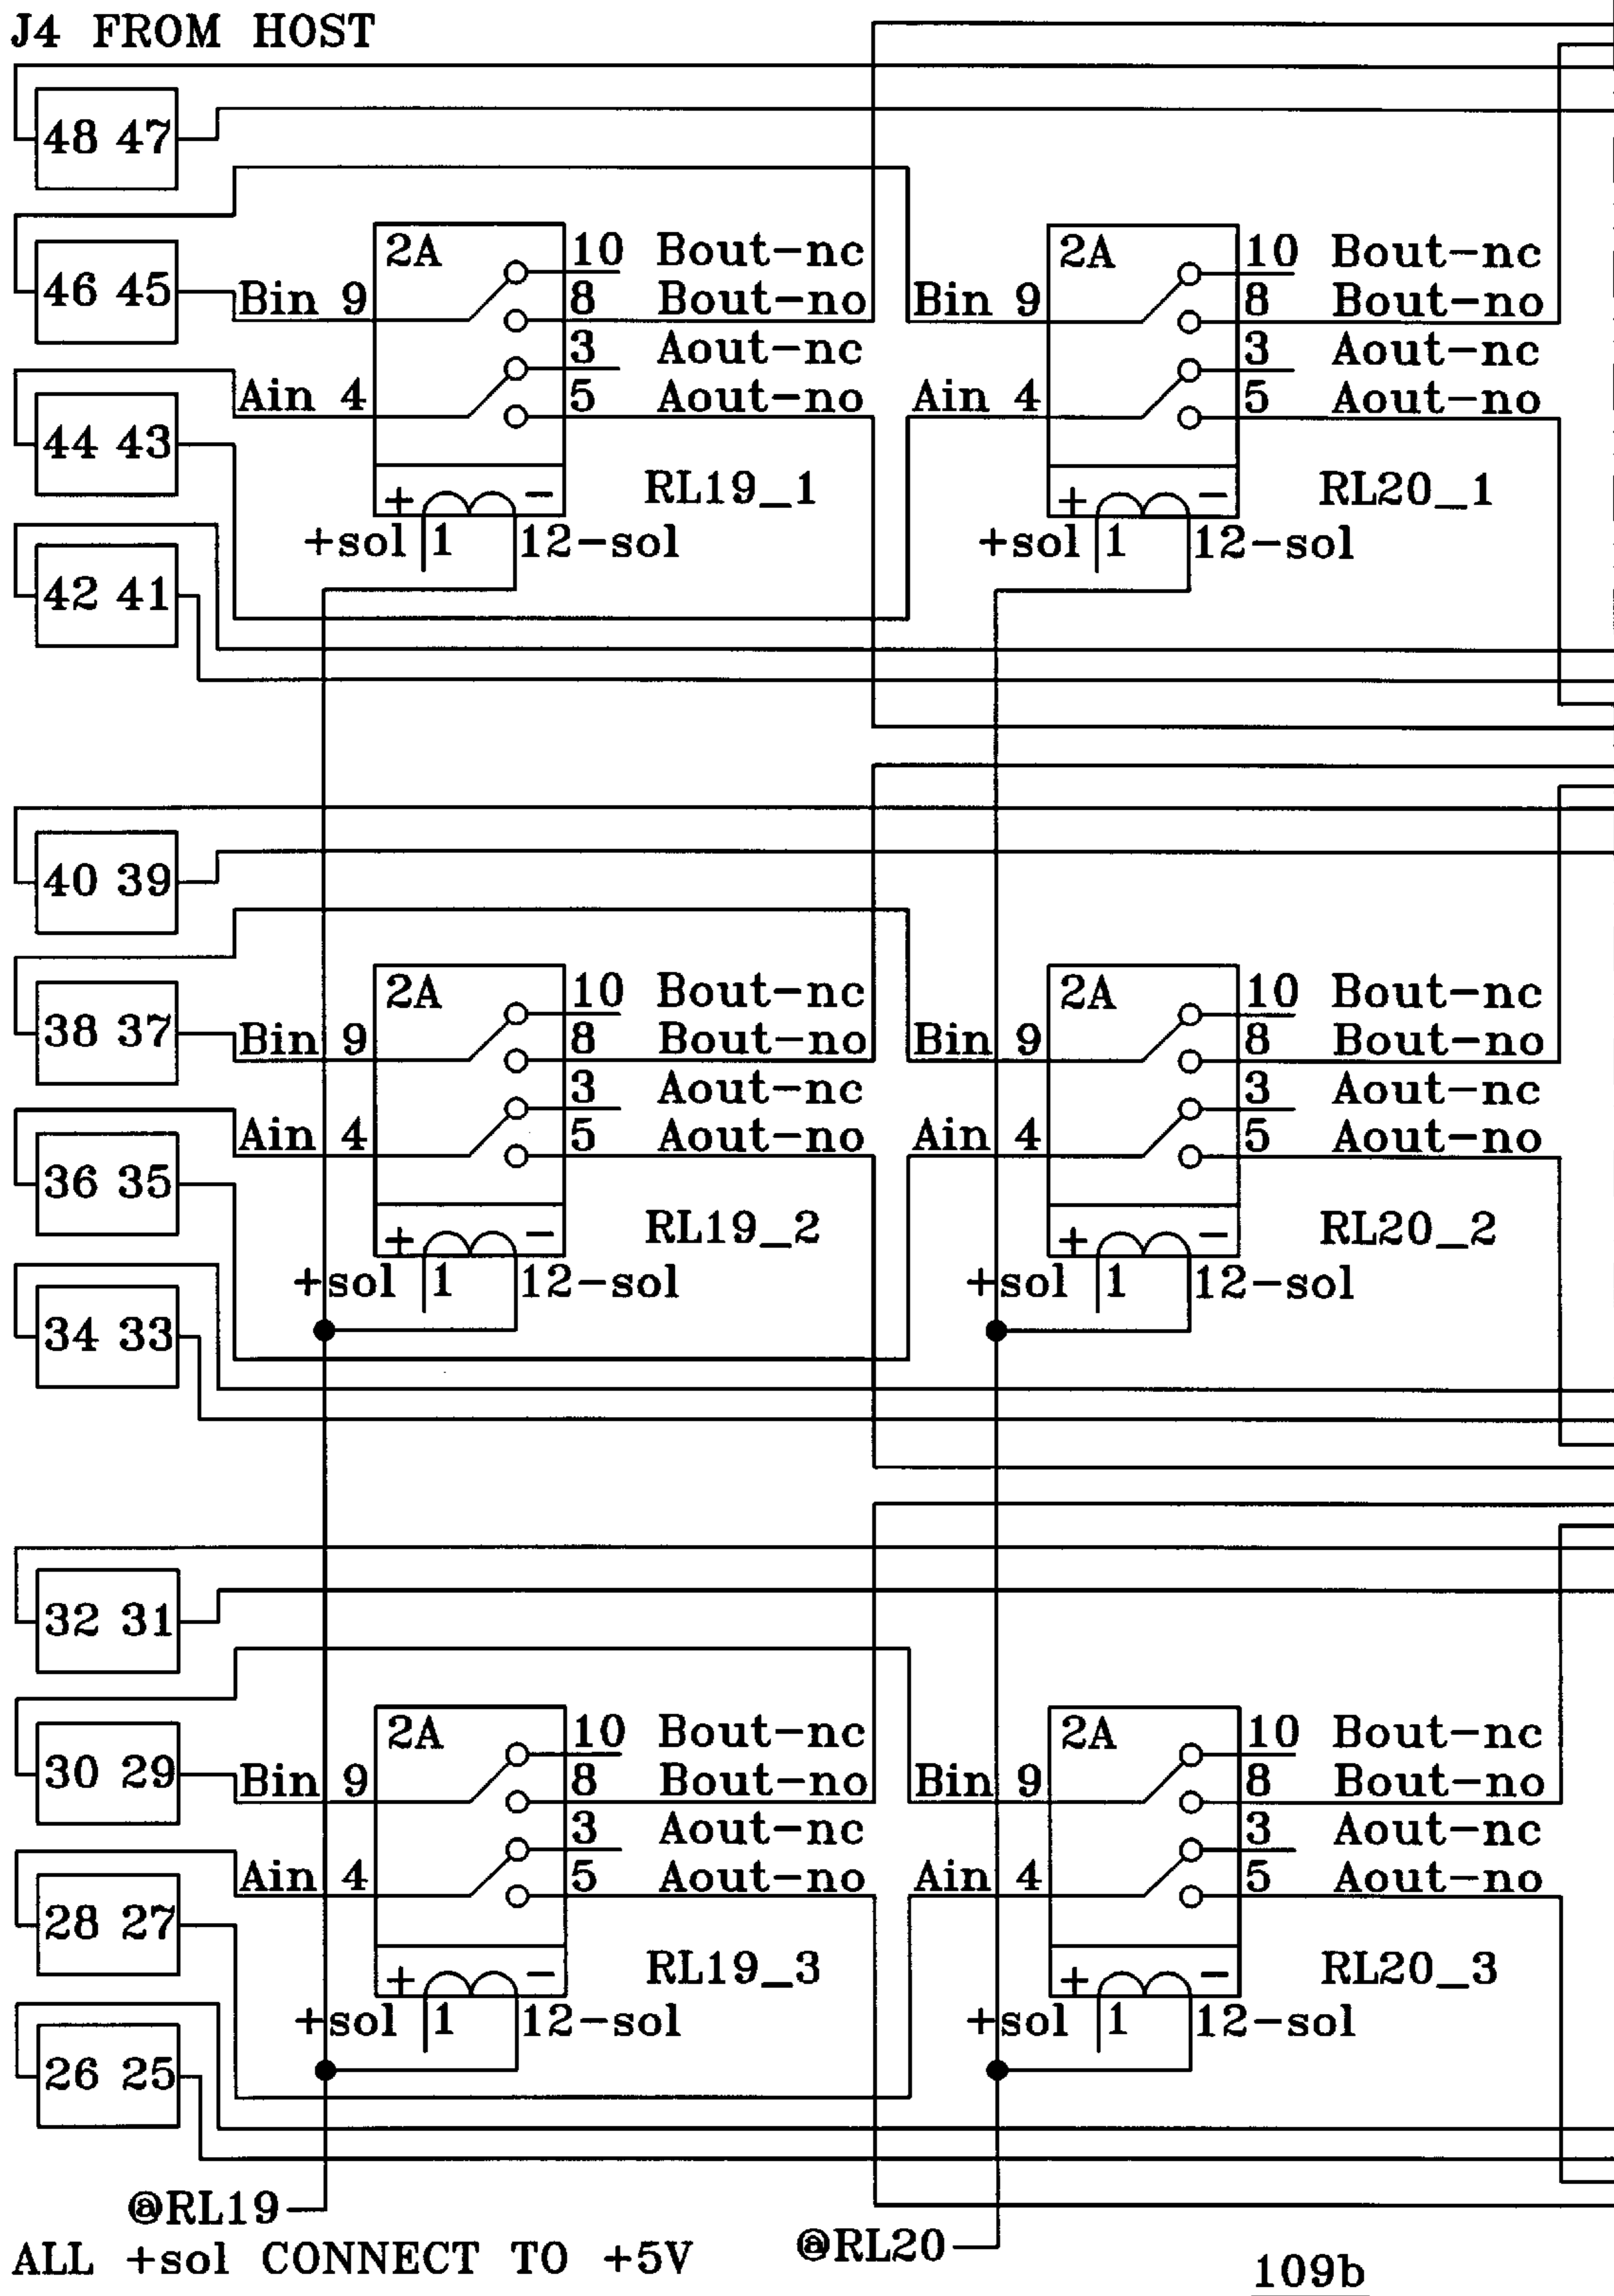 J4 FROM HOST
48 47
46 45
44 43
42 41
2A
Bin 9
Ain 4
10 Bout-nc
8 Bout-no
3 Aout-nc
5 Aout-no
+ -
RL19_1
+sol 1 12-sol
2A
Bin 9
Ain 4
10 Bout-nc
8 Bout-no
3 Aout-nc
5 Aout-no
+ -
RL20_1
+sol 1 12-sol
40 39
38 37
36 35
34 33
2A
Bin 9
Ain 4
10 Bout-nc
8 Bout-no
3 Aout-nc
5 Aout-no
+ -
RL19_2
+sol 1 12-sol
2A
Bin 9
Ain 4
10 Bout-nc
8 Bout-no
3 Aout-nc
5 Aout-no
+ -
RL20_2
+sol 1 12-sol
32 31
30 29
28 27
26 25
2A
Bin 9
Ain 4
10 Bout-nc
8 Bout-no
3 Aout-nc
5 Aout-no
+ -
RL19_3
+sol 1 12-sol
2A
Bin 9
Ain 4
10 Bout-nc
8 Bout-no
3 Aout-nc
5 Aout-no
+ -
RL20_3
+sol 1 12-sol
@RL19
@RL20
ALL +sol CONNECT TO +5V
109b